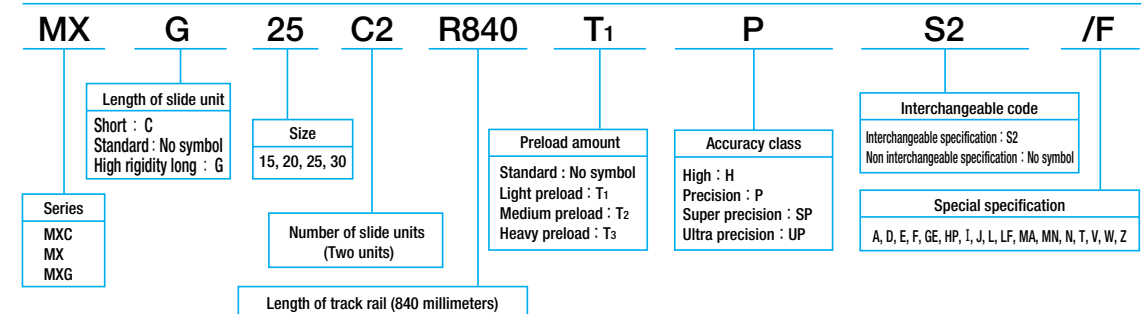 MX G 25 C2 R840 T1 P S2 /F
Length of slide unit
Short : C
Standard : No symbol
High rigidity long : G
Size
15, 20, 25, 30
Preload amount
Standard : No symbol
Light preload : T1
Medium preload : T2
Heavy preload : T3
Accuracy class
High : H
Precision : P
Super precision : SP
Ultra precision : UP
Interchangeable code
Interchangeable specification : S2
Non interchangeable specification : No symbol
Series
MXC
MX
MXG
Number of slide units
(Two units)
Special specification
A, D, E, F, GE, HP, I, J, L, LF, MA, MN, N, T, V, W, Z
Length of track rail (840 millimeters)